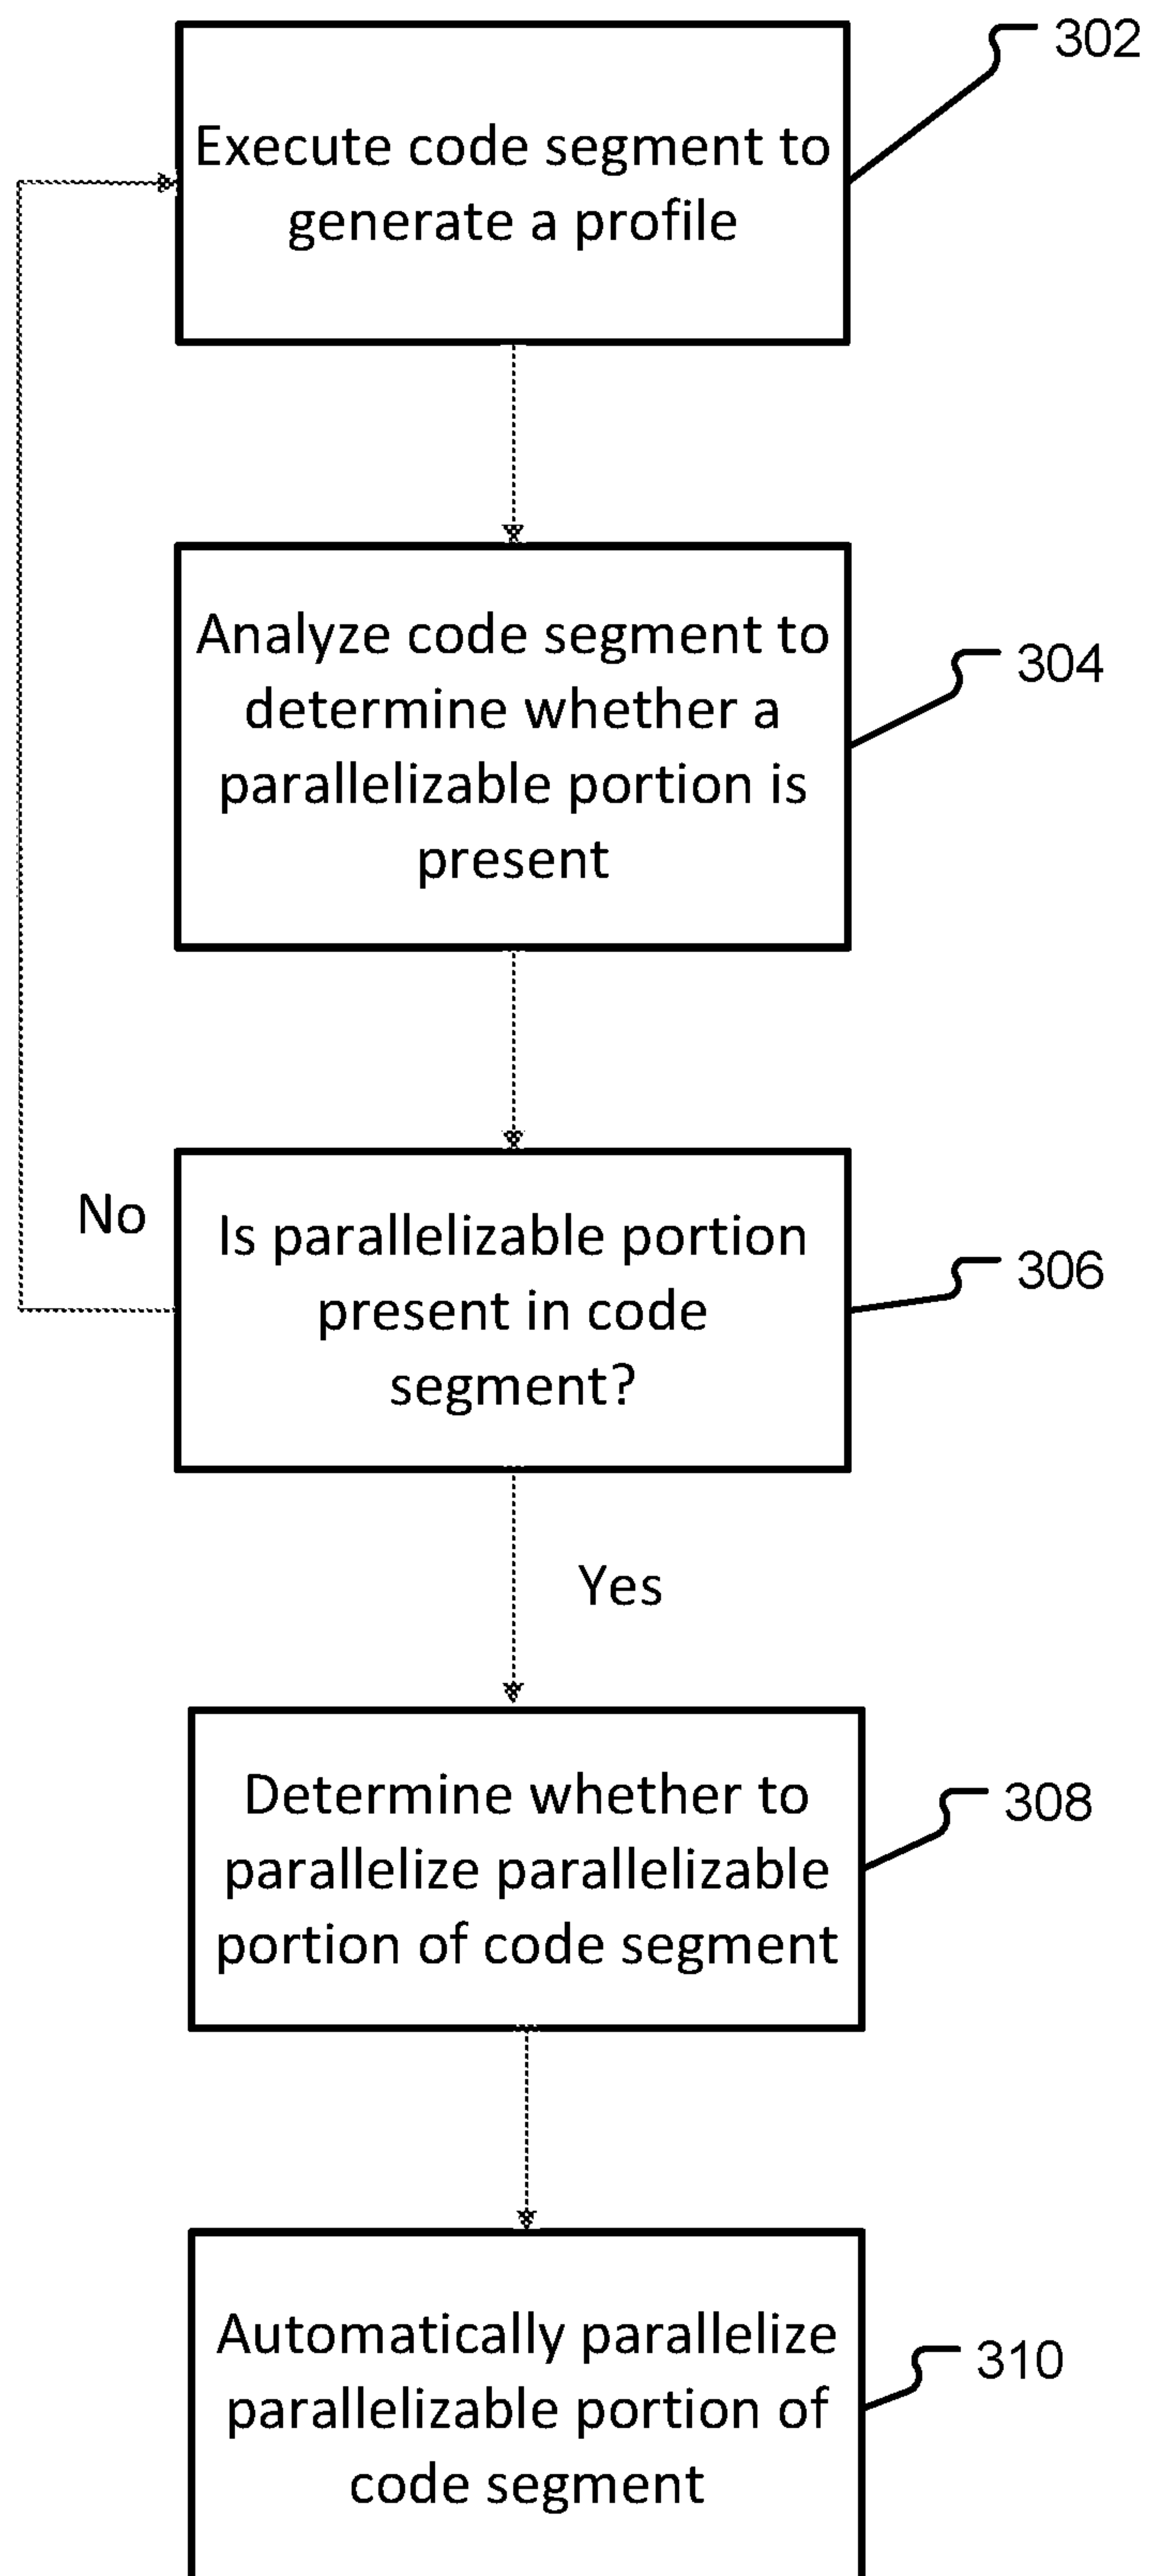 302
Execute code segment to
generate a profile
Analyze code segment to
determine whether a
parallelizable portion is
present
304
No
Is parallelizable portion
present in code
segment?
306
Yes
Determine whether to
parallelize parallelizable
portion of code segment
308
Automatically parallelize
parallelizable portion of
code segment
310